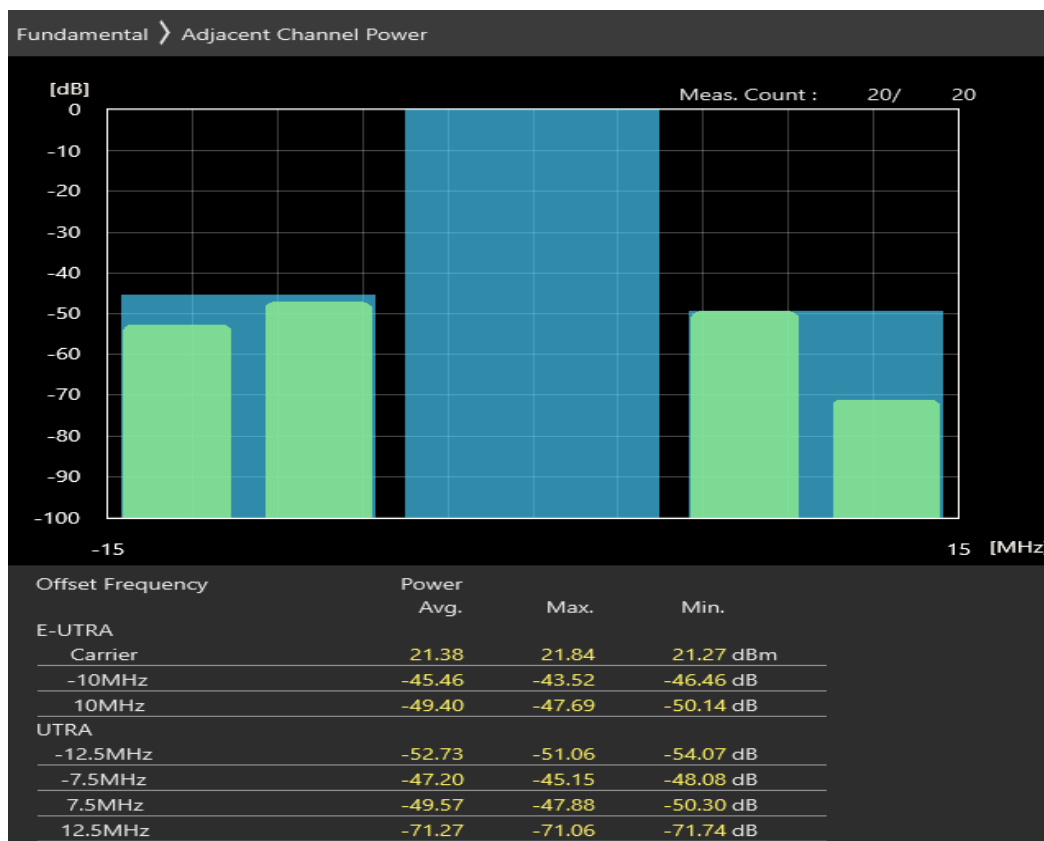 Fundamental 〉 Adjacent Channel Power
[dB]
Meas. Count : 20/ 20
0
-10
-20
-30
-40
-50
-60
-70
-80
-90
-100
-15 15 [MHz
Offset Frequency Power
Avg. Max. Min.
E-UTRA
Carrier 21.38 21.84 21.27 dBm
-10MHz -45.46 -43.52 -46.46 dB
10MHz -49.40 -47.69 -50.14 dB
UTRA
-12.5MHz -52.73 -51.06 -54.07 dB
-7.5MHz -47.20 -45.15 -48.08 dB
7.5MHz -49.57 -47.88 -50.30 dB
12.5MHz -71.27 -71.06 -71.74 dB